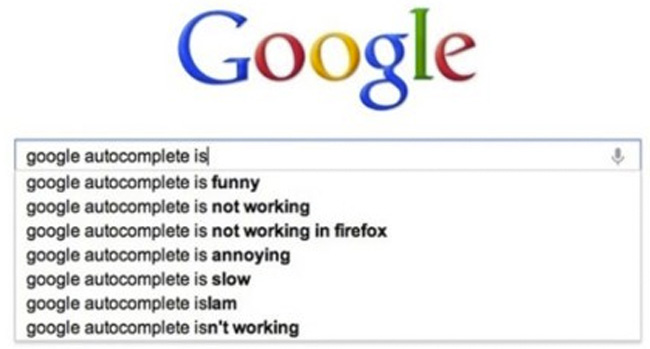 Google
google autocomplete is
google autocomplete is funny
google autocomplete is not working
google autocomplete is not working in firefox
google autocomplete is annoying
google autocomplete is slow
google autocomplete islam
google autocomplete isn't working